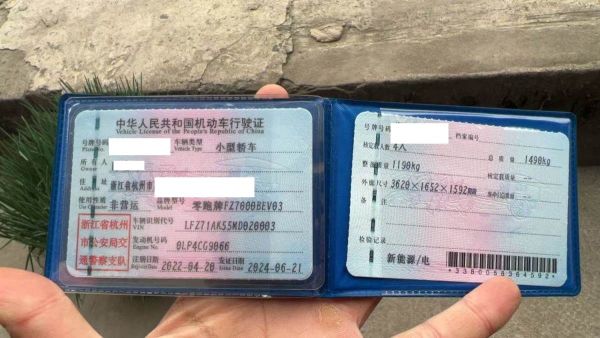 中华人民共和国机动车行驶证
Vehicle License of the People's Republic of China
号牌号码 车辆类型 小型轿车
Plate No. Vehicle Type
所有人
Owner
住址 浙江省杭州市
Address
使用性质 非营运 品牌型号 零跑牌FZ7000BEV03
Use Character Model
浙江省杭州市公安局交通警察支队
车辆识别代号 LFZ71AK55MD020003
VIN
发动机号码 0LP4CG9066
Engine No.
注册日期 2022-04-20 发证日期 2024-06-21
Register Date Issue Date
号牌号码 档案编号
核定载人数 4人 总质量 1490kg
整备质量 1190kg
外廓尺寸 3620×1652×1592mm
备注
检验记录
新能源/电
*3380058364592*